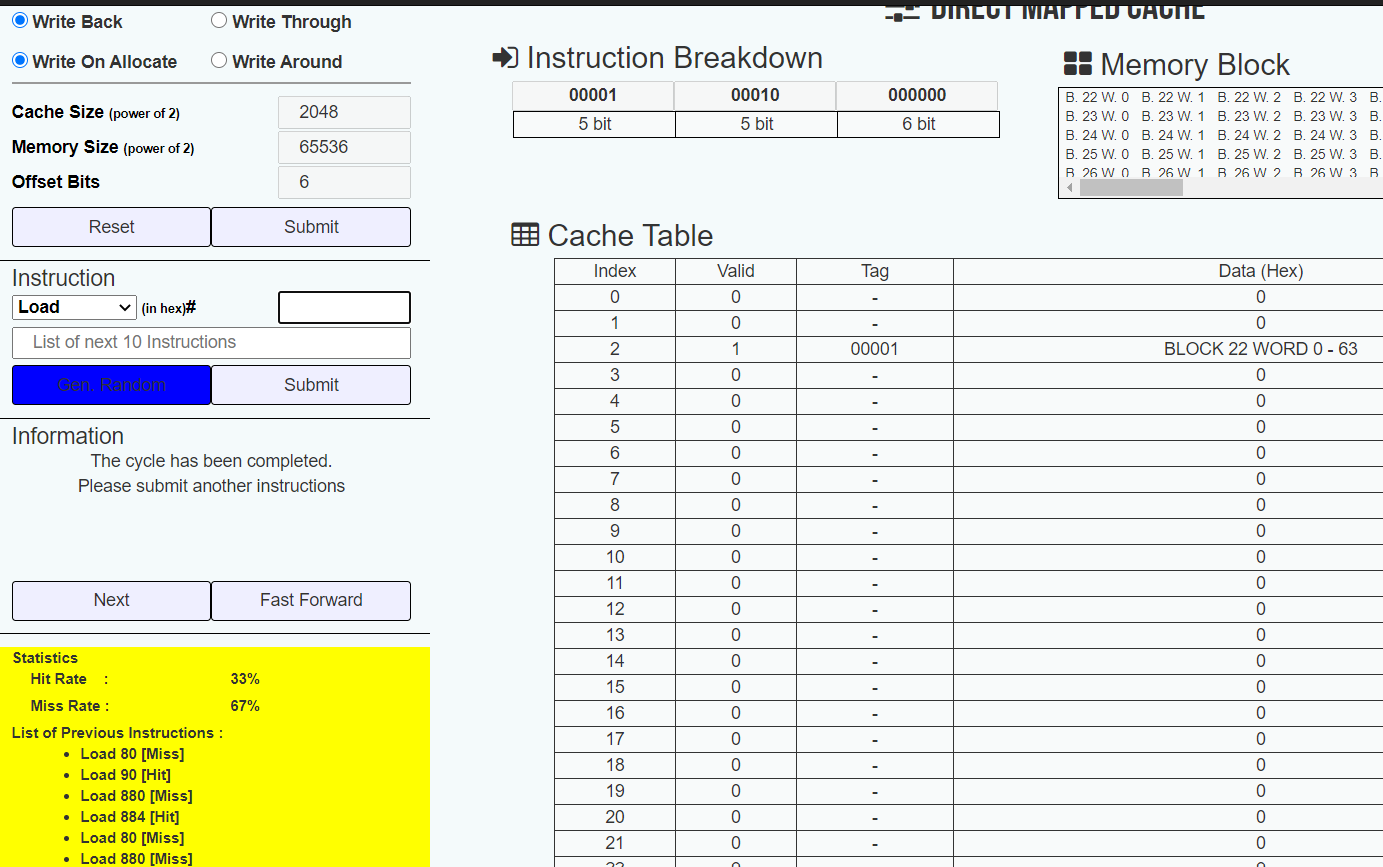 DIRECT MAPPED CACHE
Write Back Write Through
Write On Allocate Write Around
Cache Size (power of 2) 2048
Memory Size (power of 2) 65536
Offset Bits 6
Reset Submit
Instruction
Load (in hex)#
List of next 10 Instructions
Gen. Random Submit
Information
The cycle has been completed.
Please submit another instructions
Next Fast Forward
Statistics
Hit Rate : 33%
Miss Rate : 67%
List of Previous Instructions :
Load 80 [Miss]
Load 90 [Hit]
Load 880 [Miss]
Load 884 [Hit]
Load 80 [Miss]
Load 880 [Miss]
Instruction Breakdown
00001 00010 000000
5 bit 5 bit 6 bit
Memory Block
B. 22 W. 0 B. 22 W. 1 B. 22 W. 2 B. 22 W. 3 B.
B. 23 W. 0 B. 23 W. 1 B. 23 W. 2 B. 23 W. 3 B.
B. 24 W. 0 B. 24 W. 1 B. 24 W. 2 B. 24 W. 3 B.
B. 25 W. 0 B. 25 W. 1 B. 25 W. 2 B. 25 W. 3 B.
B. 26 W. 0 B. 26 W. 1 B. 26 W. 2 B. 26 W. 3 B.
Cache Table
Index Valid Tag Data (Hex)
0 0 - 0
1 0 - 0
2 1 00001 BLOCK 22 WORD 0 - 63
3 0 - 0
4 0 - 0
5 0 - 0
6 0 - 0
7 0 - 0
8 0 - 0
9 0 - 0
10 0 - 0
11 0 - 0
12 0 - 0
13 0 - 0
14 0 - 0
15 0 - 0
16 0 - 0
17 0 - 0
18 0 - 0
19 0 - 0
20 0 - 0
21 0 - 0